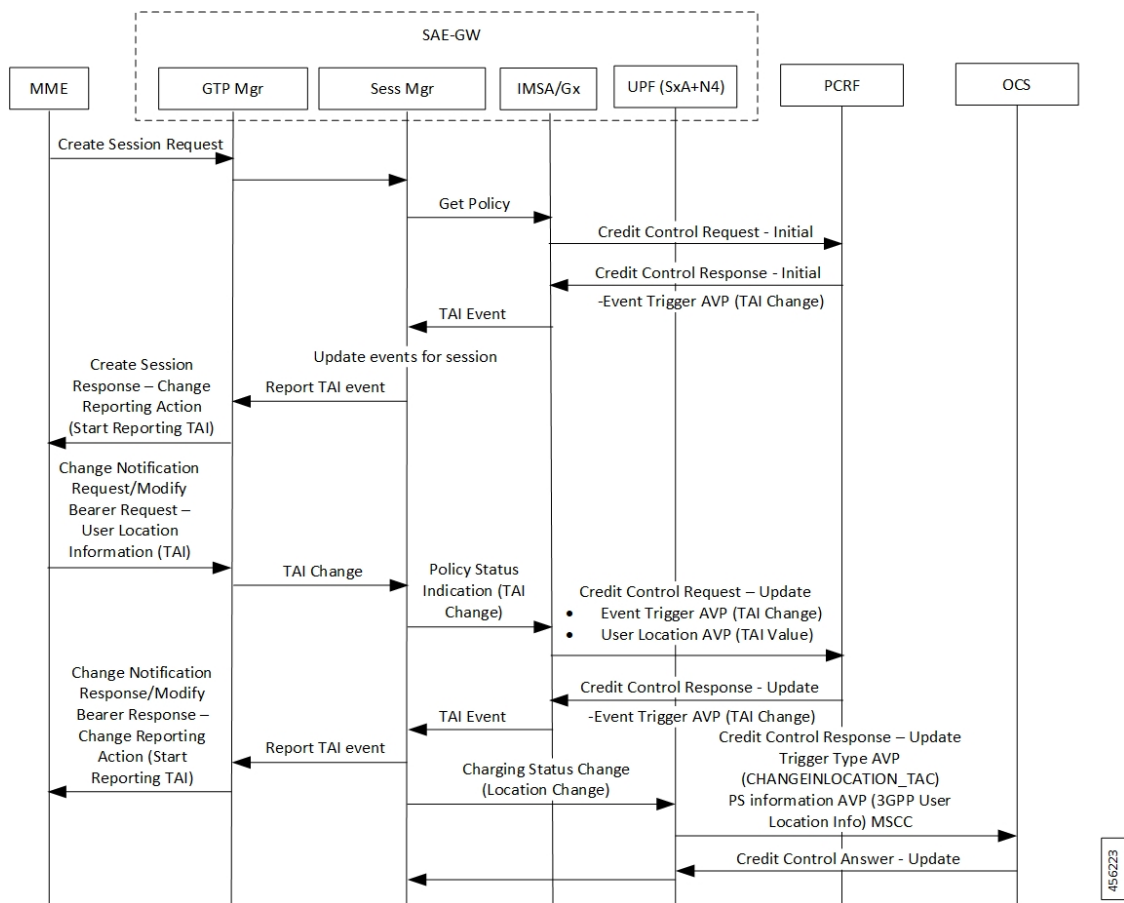 SAE-GW
MME
GTP Mgr
Sess Mgr
IMSA/Gx
UPF (SxA+N4)
PCRF
OCS
Create Session Request
Get Policy
Credit Control Request - Initial
Credit Control Response - Initial
-Event Trigger AVP (TAI Change)
TAI Event
Update events for session
Create Session
Response – Change
Reporting Action
(Start Reporting TAI)
Report TAI event
Change Notification
Request/Modify
Bearer Request –
User Location
Information (TAI)
TAI Change
Policy Status
Indication (TAI
Change)
Credit Control Request – Update
• Event Trigger AVP (TAI Change)
• User Location AVP (TAI Value)
Change Notification
Response/Modify
Bearer Response –
Change Reporting
Action (Start
Reporting TAI)
Credit Control Response - Update
-Event Trigger AVP (TAI Change)
TAI Event
Report TAI event
Charging Status Change
(Location Change)
Credit Control Response – Update
Trigger Type AVP
(CHANGEINLOCATION_TAC)
PS information AVP (3GPP User
Location Info) MSCC
Credit Control Answer - Update
456223